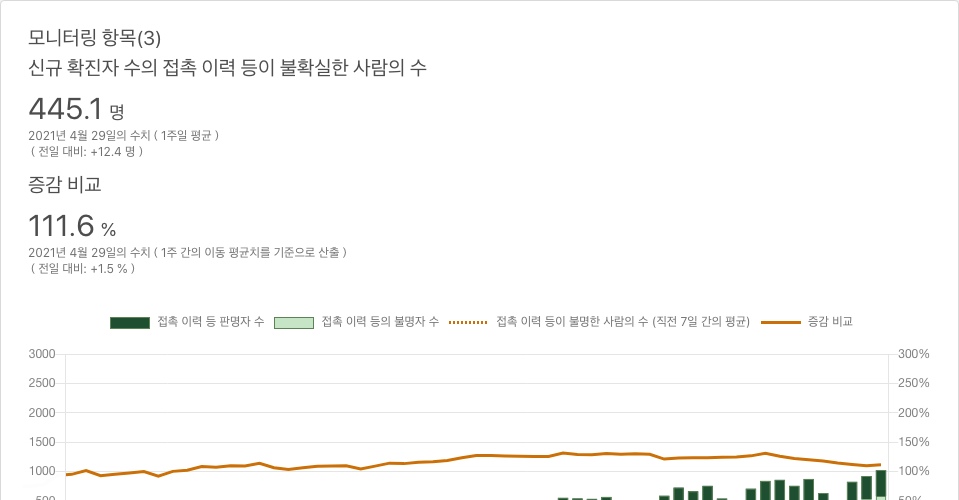 모니터링 항목(3)
신규 확진자 수의 접촉 이력 등이 불확실한 사람의 수
445.1 명
2021년 4월 29일의 수치 ( 1주일 평균 )
( 전일 대비: +12.4 명 )
증감 비교
111.6 %
2021년 4월 29일의 수치 ( 1주 간의 이동 평균치를 기준으로 산출 )
( 전일 대비: +1.5 % )
접촉 이력 등 판명자 수 접촉 이력 등의 불명자 수 접촉 이력 등이 불명한 사람의 수 (직전 7일 간의 평균) 증감 비교
3000 300%
2500 250%
2000 200%
1500 150%
1000 100%
500 50%